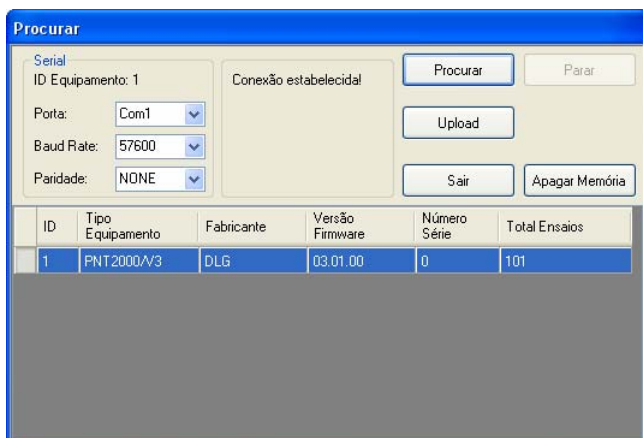 Procurar
Serial
ID Equipamento: 1
Porta:
Com1
Baud Rate:
57600
Paridade:
NONE
Conexão estabelecida!
Procurar
Parar
Upload
Sair
Apagar Memória
ID
Tipo
Equipamento
Fabricante
Versão
Firmware
Número
Série
Total Ensaios
1
PNT2000/V3
DLG
03.01.00
0
101